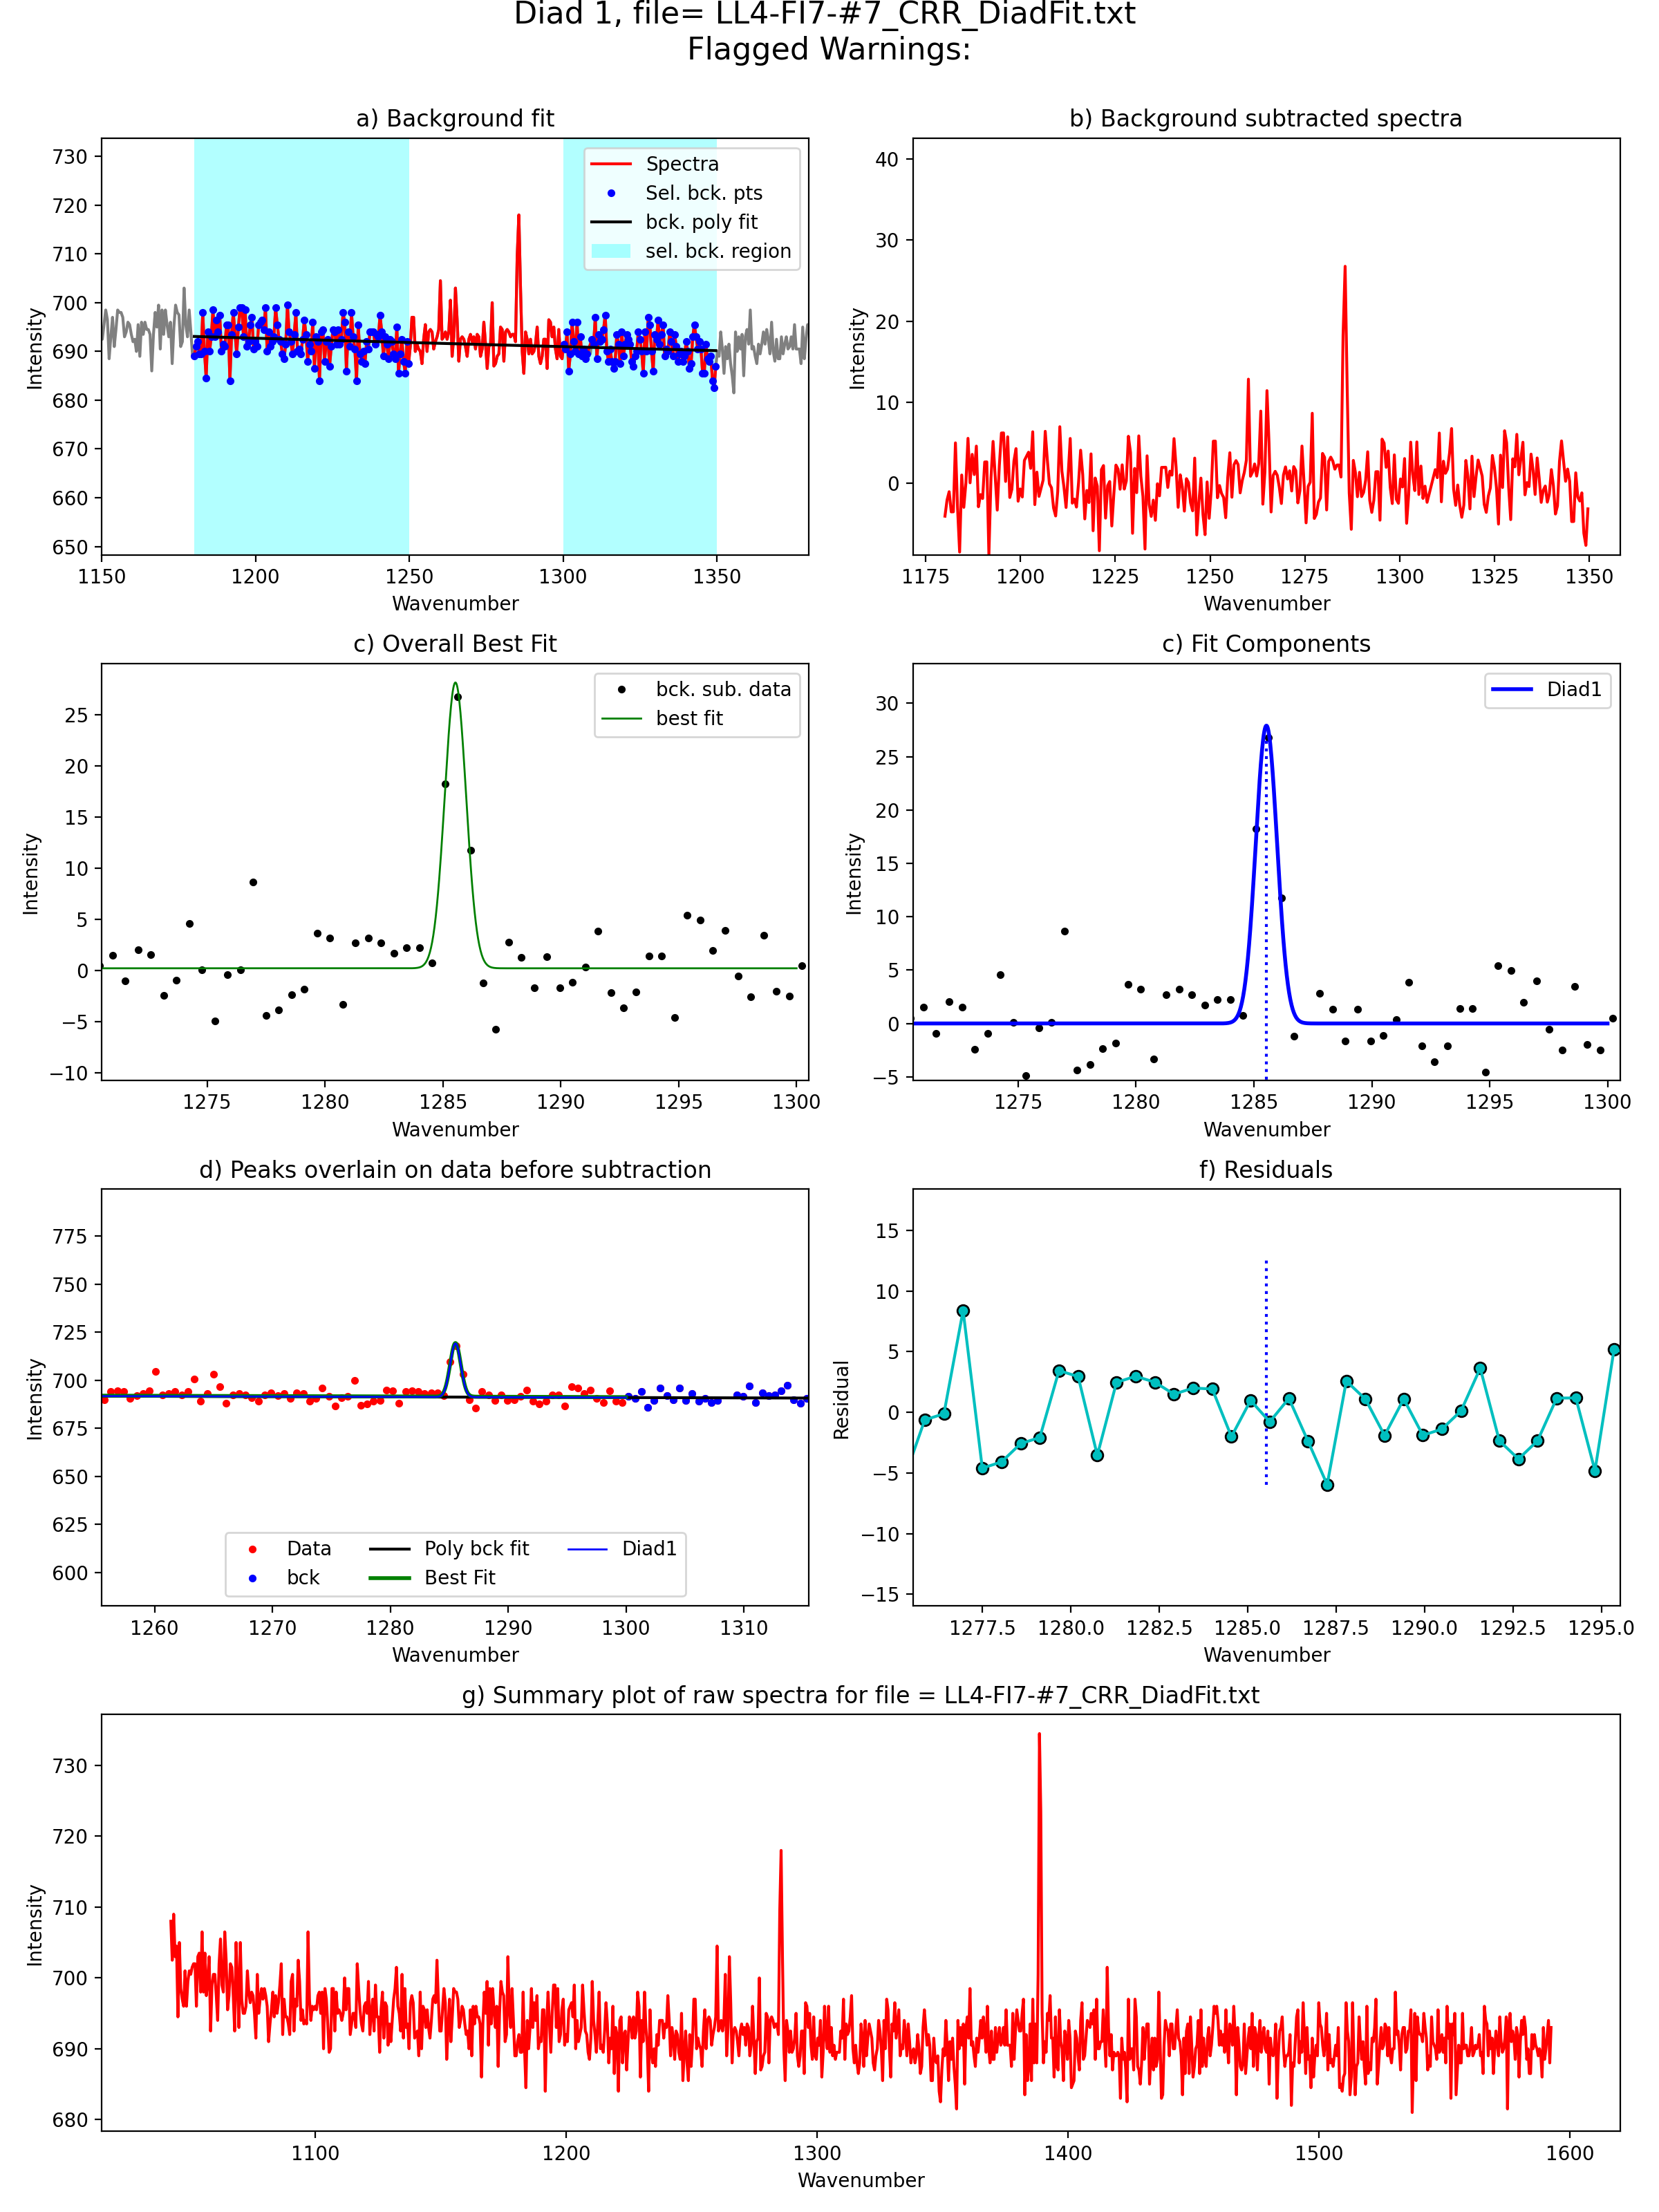 Diad 1, file= LL4-FI7-#7_CRR_DiadFit.txt
Flagged Warnings:
a) Background fit
730
720
710
700
690
680
670
660
650
Intensity
Spectra
Sel. bck. pts
bck. poly fit
sel. bck. region
1150
1200
1250
1300
1350
Wavenumber
b) Background subtracted spectra
40
30
20
10
0
Intensity
1175
1200
1225
1250
1275
1300
1325
1350
Wavenumber
c) Overall Best Fit
25
20
15
10
5
0
−5
−10
Intensity
bck. sub. data
best fit
1275
1280
1285
1290
1295
1300
Wavenumber
c) Fit Components
30
25
20
15
10
5
0
−5
Intensity
Diad1
1275
1280
1285
1290
1295
1300
Wavenumber
d) Peaks overlain on data before subtraction
775
750
725
700
675
650
625
600
Intensity
Data
bck
Poly bck fit
Best Fit
Diad1
1260
1270
1280
1290
1300
1310
Wavenumber
f) Residuals
15
10
5
0
−5
−10
−15
Residual
1277.5
1280.0
1282.5
1285.0
1287.5
1290.0
1292.5
1295.0
Wavenumber
g) Summary plot of raw spectra for file = LL4-FI7-#7_CRR_DiadFit.txt
730
720
710
700
690
680
Intensity
1100
1200
1300
1400
1500
1600
Wavenumber